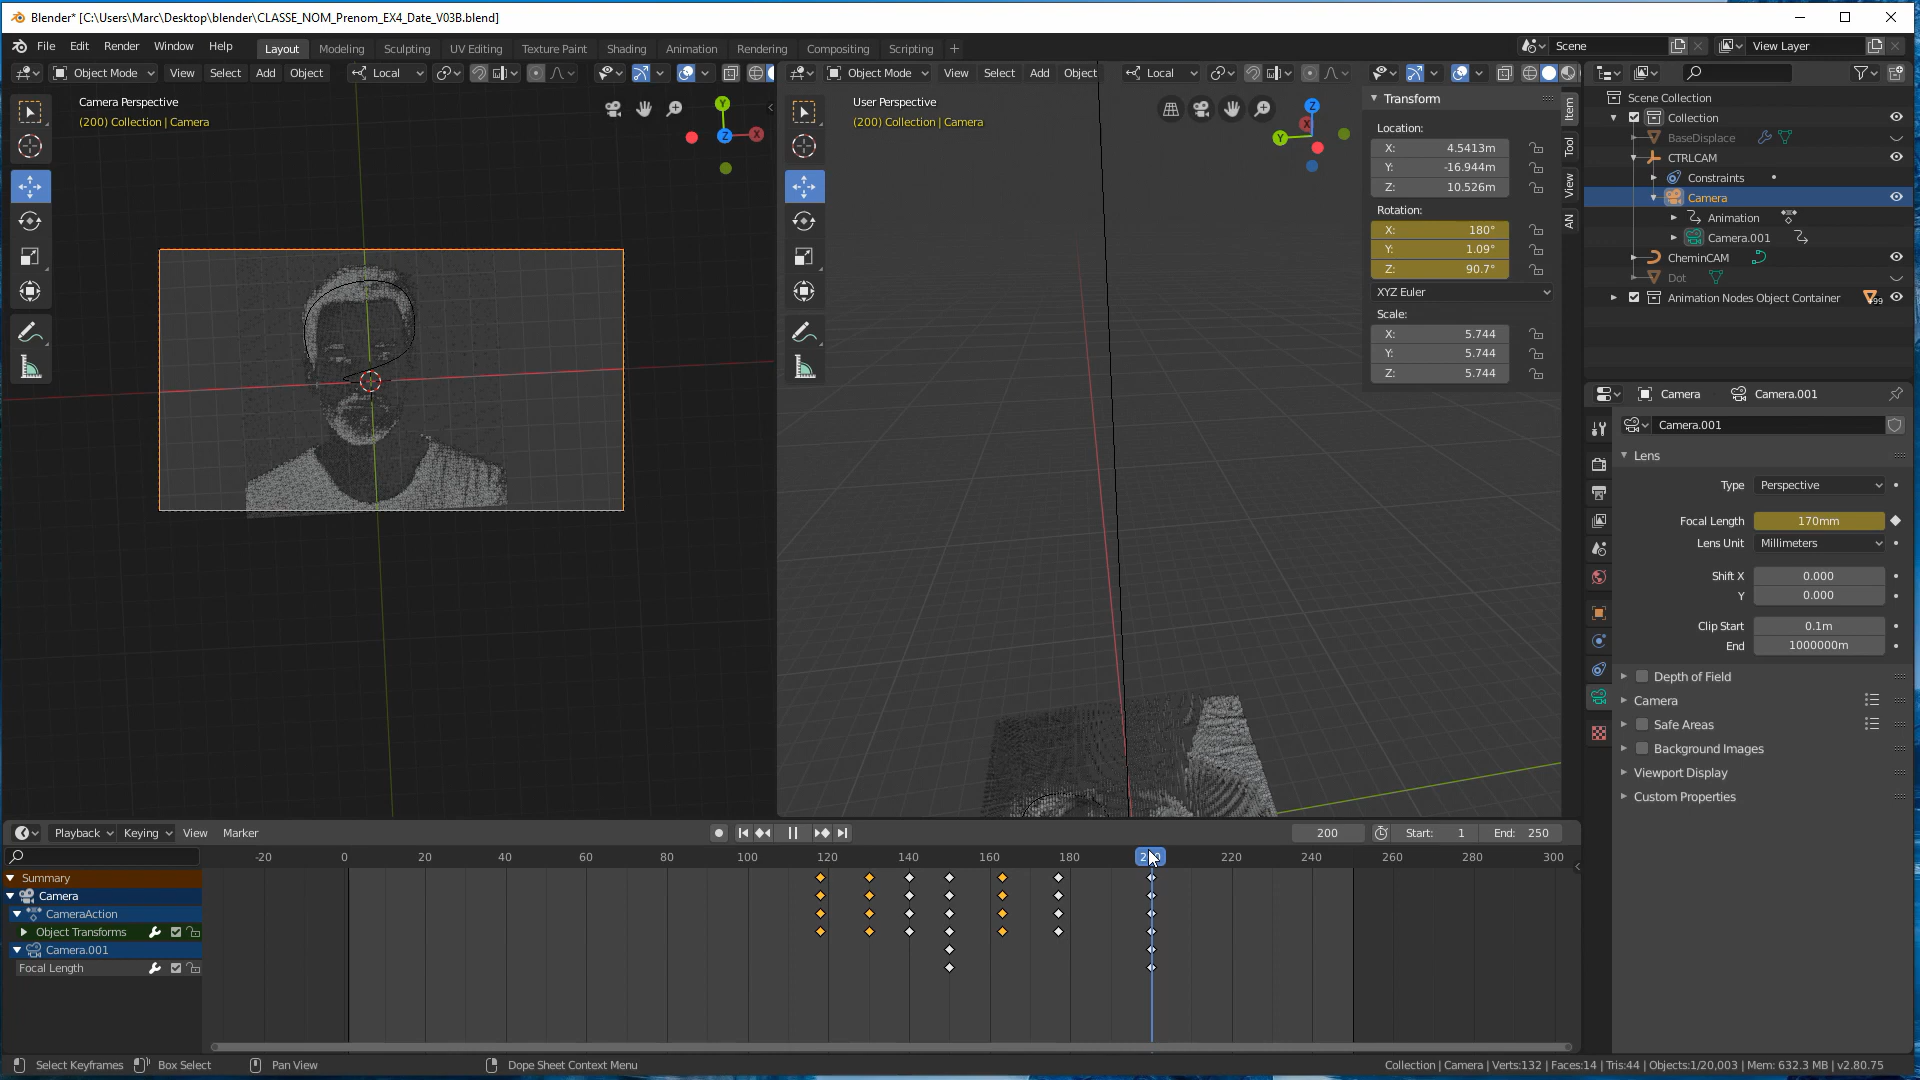 Blender* [C:\Users\Marc\Desktop\blender\CLASSE_NOM_Prenom_EX4_Date_V03B.blend]
File Edit Render Window Help Layout Modeling Sculpting UV Editing Texture Paint Shading Animation Rendering Compositing Scripting + Scene View Layer
Object Mode View Select Add Object Local
Camera Perspective
(200) Collection | Camera
Y
Z X
Object Mode View Select Add Object Local
User Perspective
(200) Collection | Camera
Z
X
Y
Transform
Location:
X: 4.5413m
Y: -16.944m
Z: 10.526m
Rotation:
X: 180°
Y: 1.09°
Z: 90.7°
XYZ Euler
Scale:
X: 5.744
Y: 5.744
Z: 5.744
Item
Tool
View
AN
Scene Collection
Collection
BaseDisplace
CTRLCAM
Constraints
Camera
Animation
Camera.001
CheminCAM
Dot
Animation Nodes Object Container 99
Camera Camera.001
Camera.001
Lens
Type Perspective
Focal Length 170mm
Lens Unit Millimeters
Shift X 0.000
Y 0.000
Clip Start 0.1m
End 1000000m
Depth of Field
Camera
Safe Areas
Background Images
Viewport Display
Custom Properties
Playback Keying View Marker 200 Start: 1 End: 250
-20 0 20 40 60 80 100 120 140 160 180 220 240 260 280 300
Summary
Camera
CameraAction
Object Transforms
Camera.001
Focal Length
Select Keyframes Box Select Pan View Dope Sheet Context Menu Collection | Camera | Verts:132 | Faces:14 | Tris:44 | Objects:1/20,003 | Mem: 632.3 MB | v2.80.75